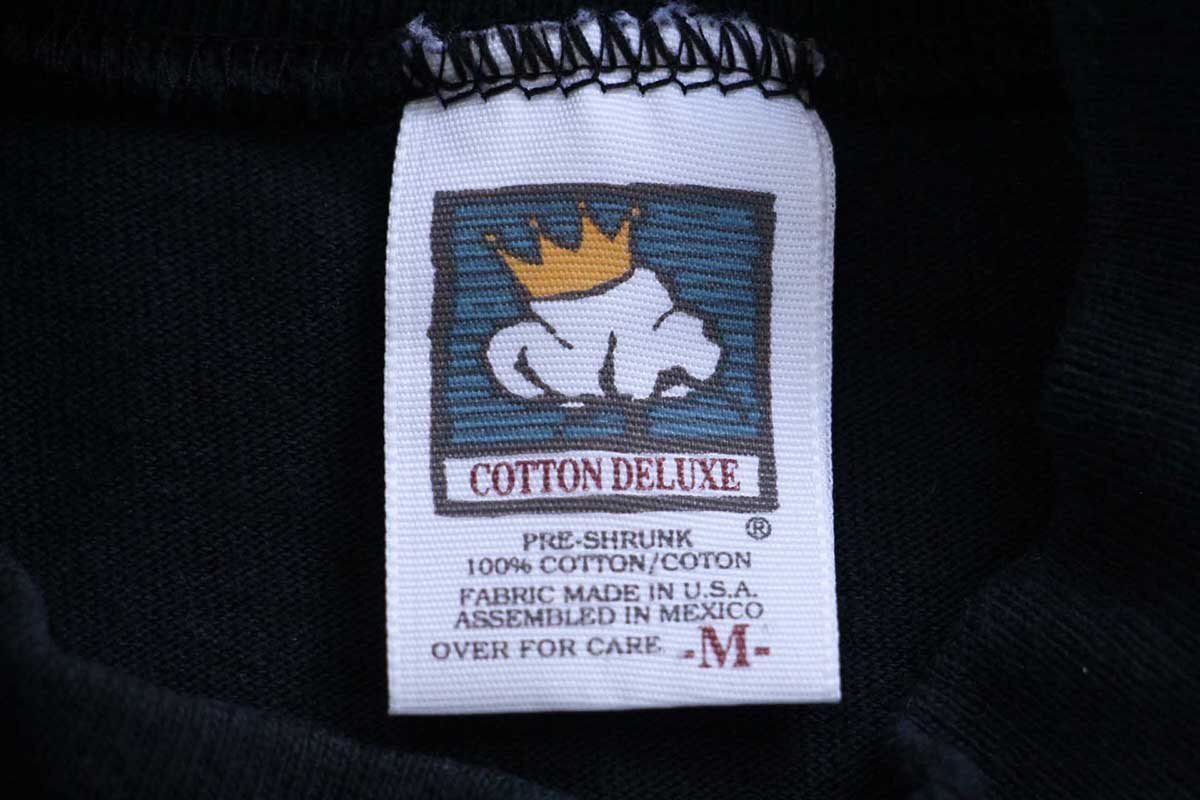 COTTON DELUXE
®
PRE-SHRUNK
100% COTTON/COTON
FABRIC MADE IN U.S.A.
ASSEMBLED IN MEXICO
OVER FOR CARE -M-